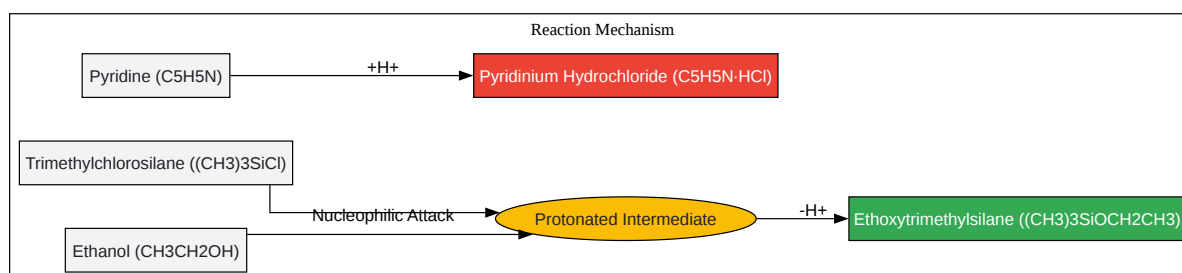 Reaction Mechanism
Pyridine (C5H5N)
+H+
Pyridinium Hydrochloride (C5H5N·HCl)
Trimethylchlorosilane ((CH3)3SiCl)
Nucleophilic Attack
Protonated Intermediate
-H+
Ethoxytrimethylsilane ((CH3)3SiOCH2CH3)
Ethanol (CH3CH2OH)